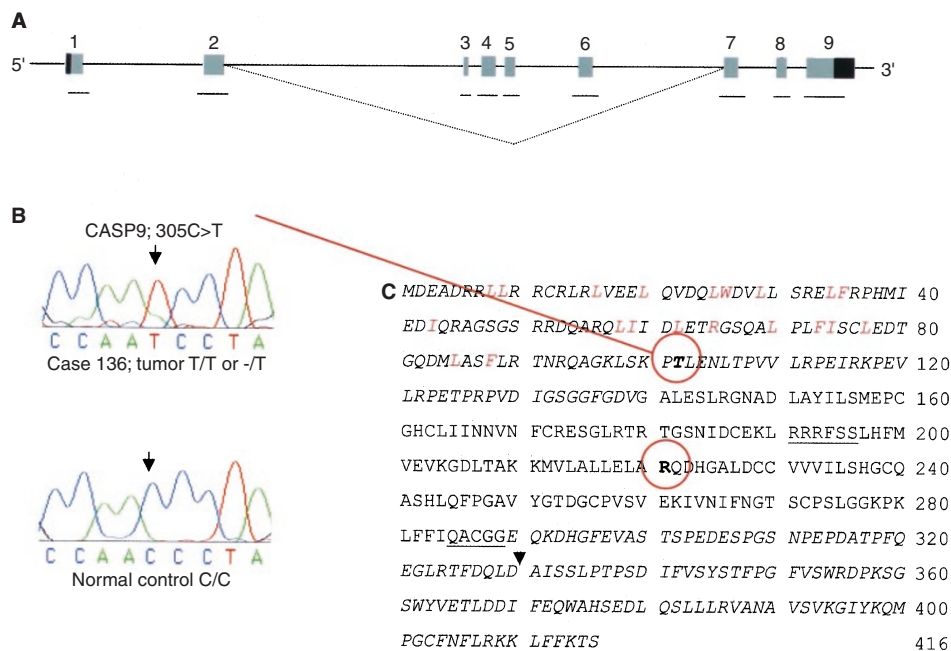 A
1 2 3 4 5 6 7 8 9
5' 3'
B
CASP9; 305C>T
C C A A T C C T A
Case 136; tumor T/T or -/T
C C A A C C C T A
Normal control C/C
C
MDEADRRLLR RCRLRLVEEL QVDQLWDVLL SRELFRPHMI 40
EDIQRAGSGS RRDQARQLII DLETRGSQAL PLFISCLEDT 80
GQDMLASFLR TNRQAGKLSK PTLENLTPVV LRPEIRKPEV 120
LRPETPRPVD IGSGGFGDVG ALESLRGNAD LAYILSMEPC 160
GHCLIINNVN FCRESGLRTR TGSNIDCEKL RRRFSSLHFM 200
VEVKGDLTAK KMVLALLELA RQDHGALDCC VVVILSHGCQ 240
ASHLQFPGAV YGTDGCPVSV EKIVNIFNGT SCPSLGGKPK 280
LFFIQACGGE QKDHGFEVAS TSPEDESPGS NPEPDATPFQ 320
EGLRTFDQLD AISSLPTPSD IFVSYSTFPG FVSWRDPKSG 360
SWYVETLDDI FEQWAHSEDL QSLLLRVANA VSVKGIYKQM 400
PGCFNFLRKK LFFKTS 416